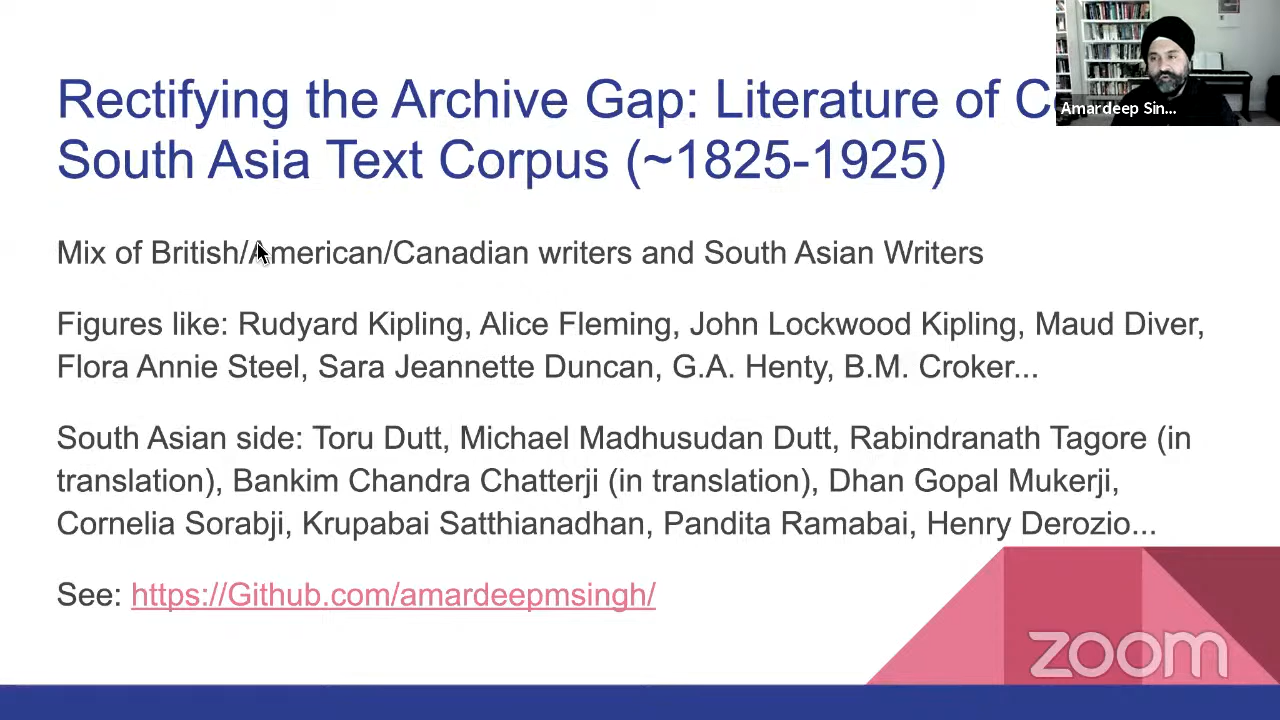 Rectifying the Archive Gap: Literature of C
South Asia Text Corpus (~1825-1925)
Amardeep Sin...
Mix of British/American/Canadian writers and South Asian Writers
Figures like: Rudyard Kipling, Alice Fleming, John Lockwood Kipling, Maud Diver,
Flora Annie Steel, Sara Jeannette Duncan, G.A. Henty, B.M. Croker...
South Asian side: Toru Dutt, Michael Madhusudan Dutt, Rabindranath Tagore (in
translation), Bankim Chandra Chatterji (in translation), Dhan Gopal Mukerji,
Cornelia Sorabji, Krupabai Satthianadhan, Pandita Ramabai, Henry Derozio...
See: https://Github.com/amardeepmsingh/
zoom